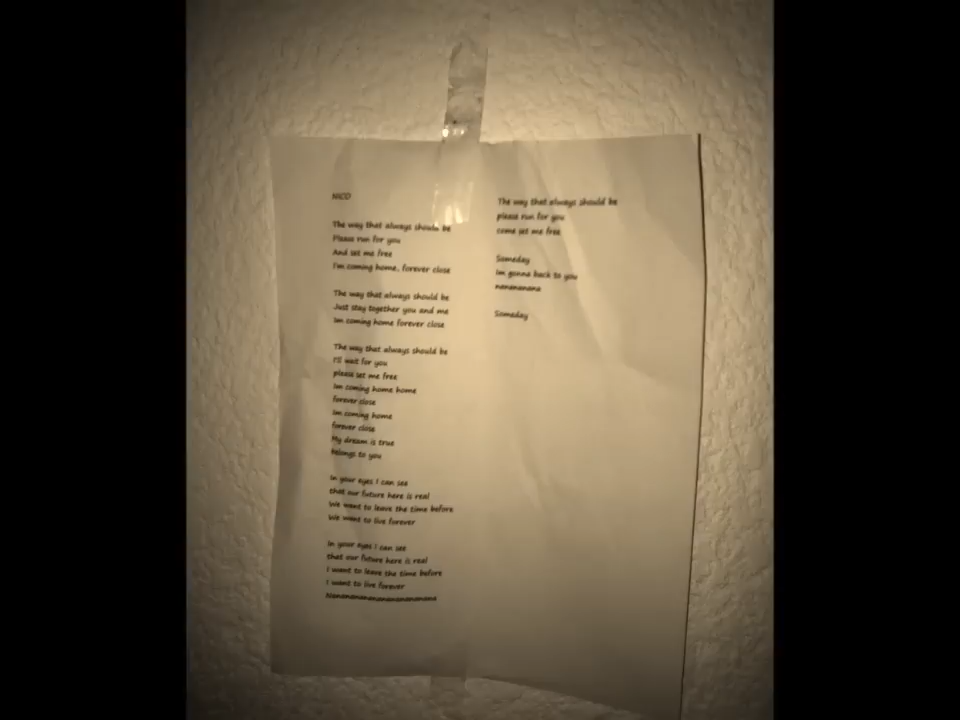 NICO
The way that always should be
Please run for you
And set me free
I'm coming home, forever close
The way that always should be
Just stay together you and me
Im coming home forever close
The way that always should be
I'll wait for you
please set me free
Im coming home home
forever close
Im coming home
forever close
My dream is true
belongs to you
In your eyes I can see
that our future here is real
We want to leave the time before
We want to live forever
In your eyes I can see
that our future here is real
I want to leave the time before
I want to live forever
Nanananananananananana
The way that always should be
please run for you
come set me free
Someday
Im gonna back to you
nanananana
Someday